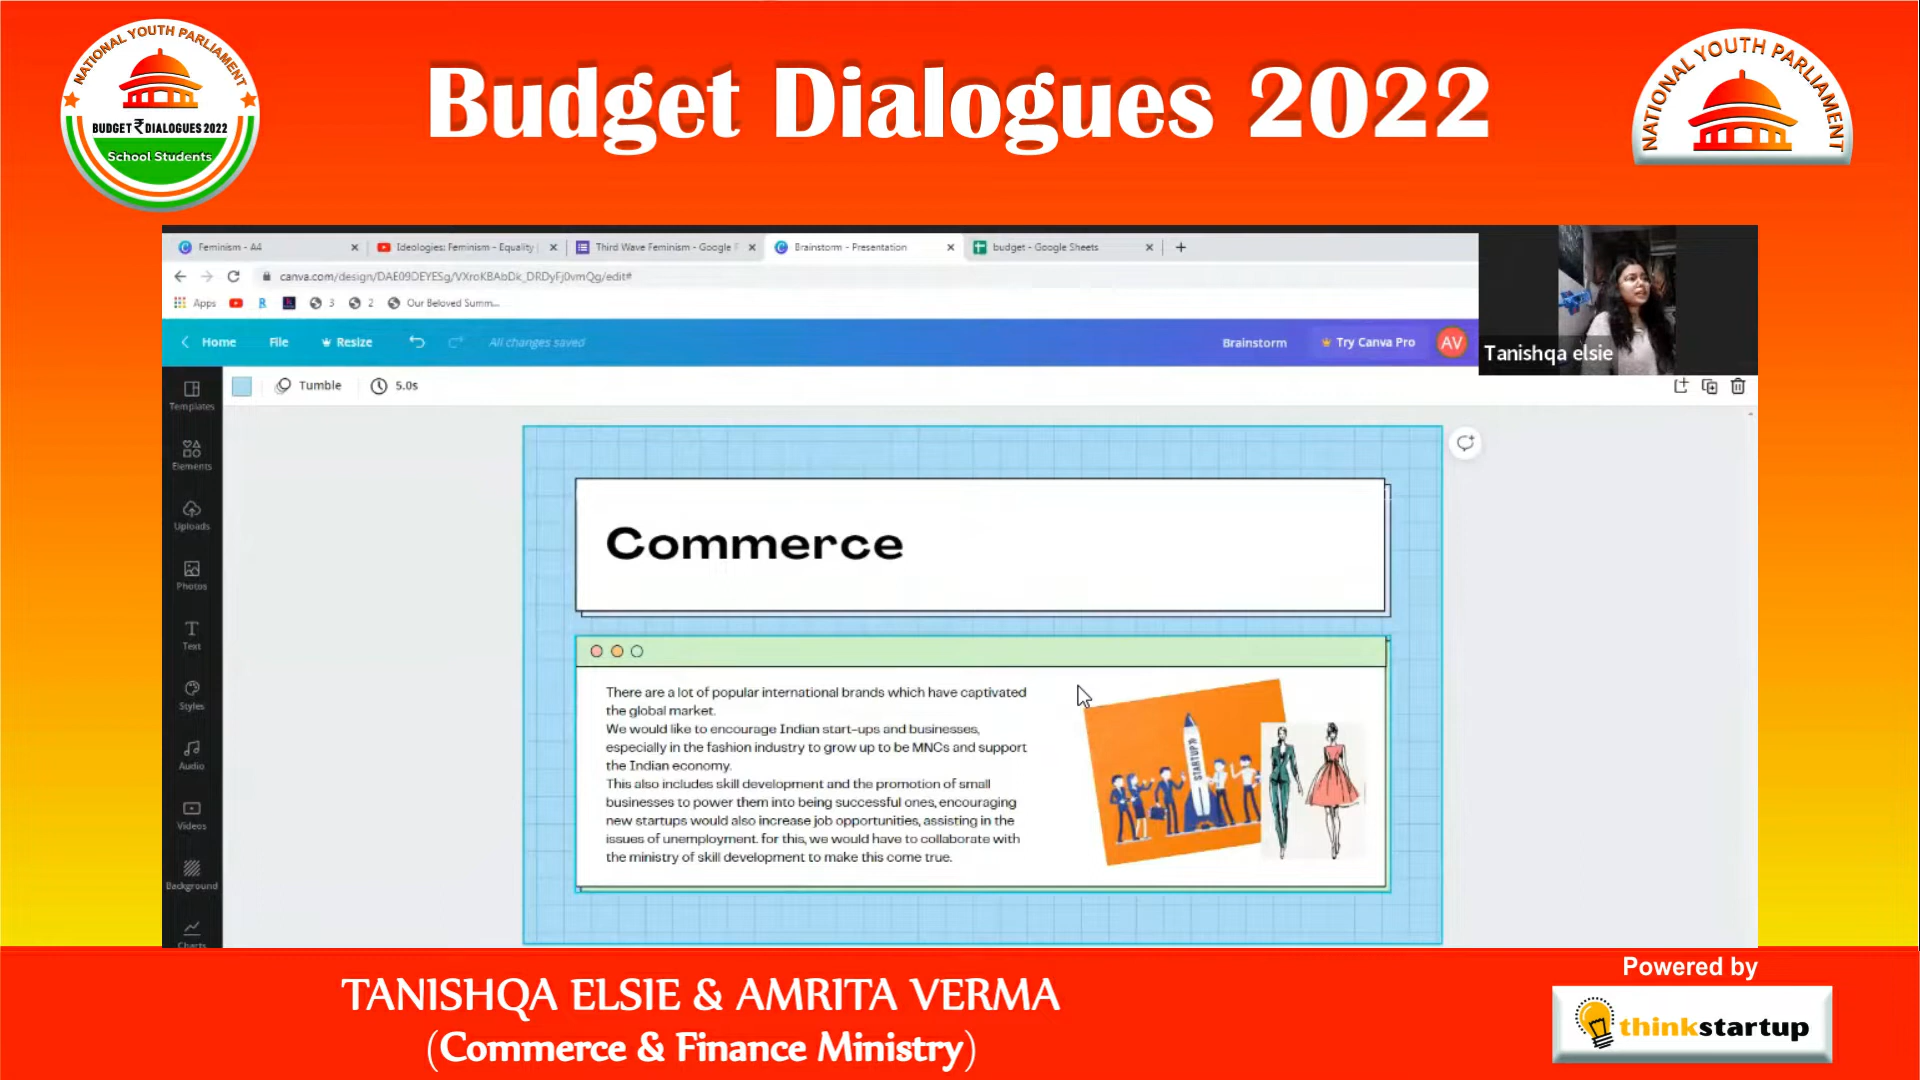 NATIONAL YOUTH PARLIAMENT
BUDGET ₹ DIALOGUES 2022
School Students
Budget Dialogues 2022
NATIONAL YOUTH PARLIAMENT
Feminism - A4
Ideologies: Feminism - Equality
Third Wave Feminism - Google F
Brainstorm - Presentation
budget - Google Sheets
canva.com/design/DAE09DEYESg/VXroKBAbDk_DRDyFj0vmQg/edit#
Apps
3
2
Our Beloved Summ...
Home
File
Resize
All changes saved
Brainstorm
Try Canva Pro
AV
Tanishqa elsie
Tumble
5.0s
Templates
Elements
Uploads
Photos
Text
Styles
Audio
Videos
Background
Charts
Commerce
There are a lot of popular international brands which have captivated
the global market.
We would like to encourage Indian start-ups and businesses,
especially in the fashion industry to grow up to be MNCs and support
the Indian economy.
This also includes skill development and the promotion of small
businesses to power them into being successful ones, encouraging
new startups would also increase job opportunities, assisting in the
issues of unemployment. for this, we would have to collaborate with
the ministry of skill development to make this come true.
STARTUP
TANISHQA ELSIE & AMRITA VERMA
(Commerce & Finance Ministry)
Powered by
thinkstartup